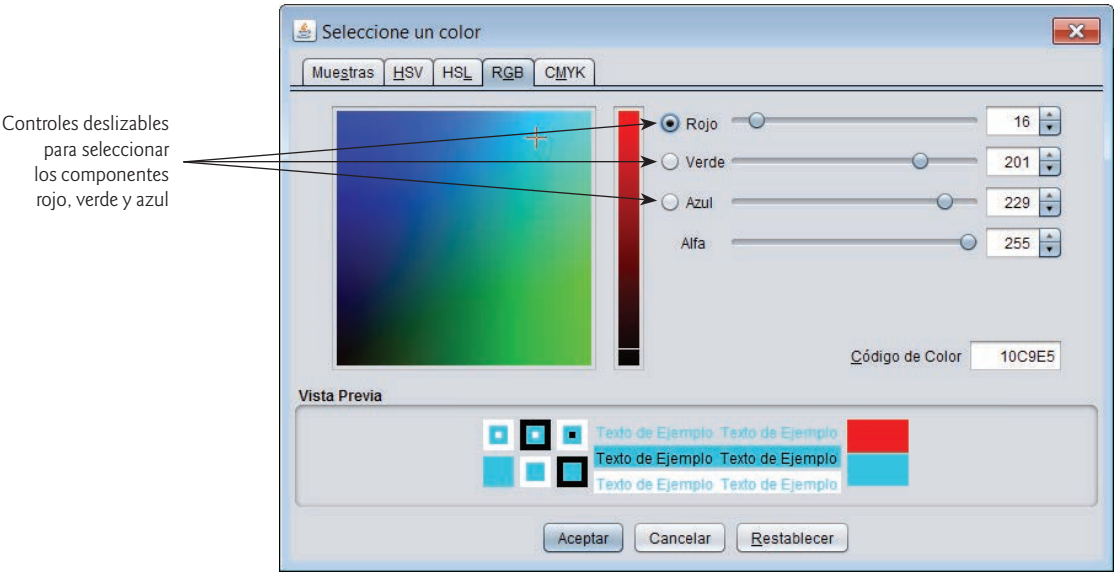 Seleccione un color
Muestras HSV HSL RGB CMYK
Controles deslizables
para seleccionar
los componentes
rojo, verde y azul
Rojo 16
Verde 201
Azul 229
Alfa 255
Código de Color 10C9E5
Vista Previa
Texto de Ejemplo Texto de Ejemplo
Texto de Ejemplo Texto de Ejemplo
Texto de Ejemplo Texto de Ejemplo
Aceptar Cancelar Restablecer